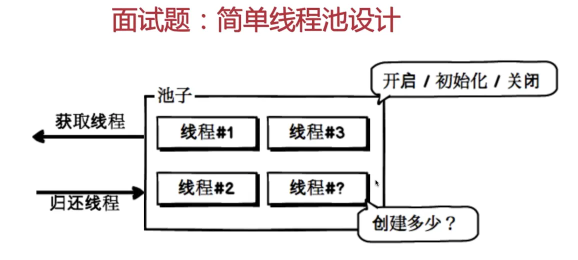 面试题：简单线程池设计
池子
开启 / 初始化 / 关闭
获取线程
线程#1
线程#3
归还线程
线程#2
线程#?
创建多少？